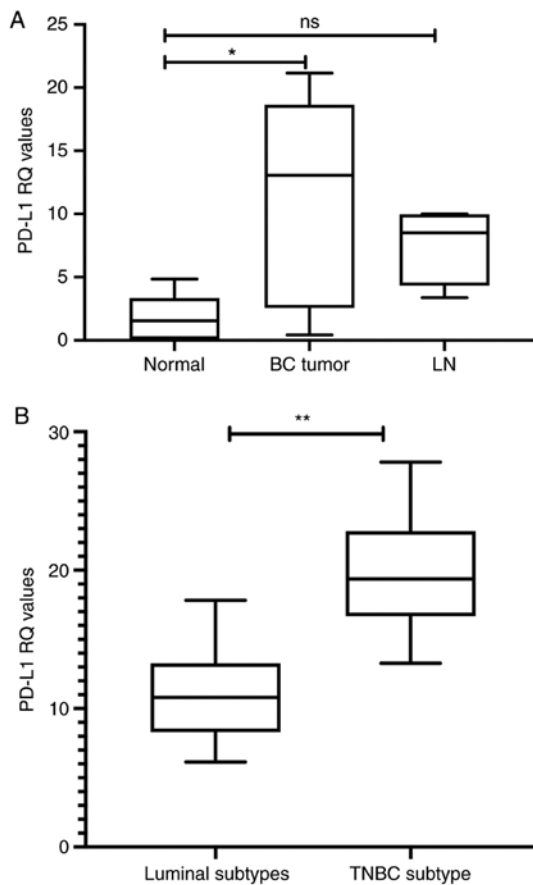 A
ns
*
PD-L1 RQ values
25
20
15
10
5
0
Normal BC tumor LN
B
**
PD-L1 RQ values
30
20
10
0
Luminal subtypes TNBC subtype